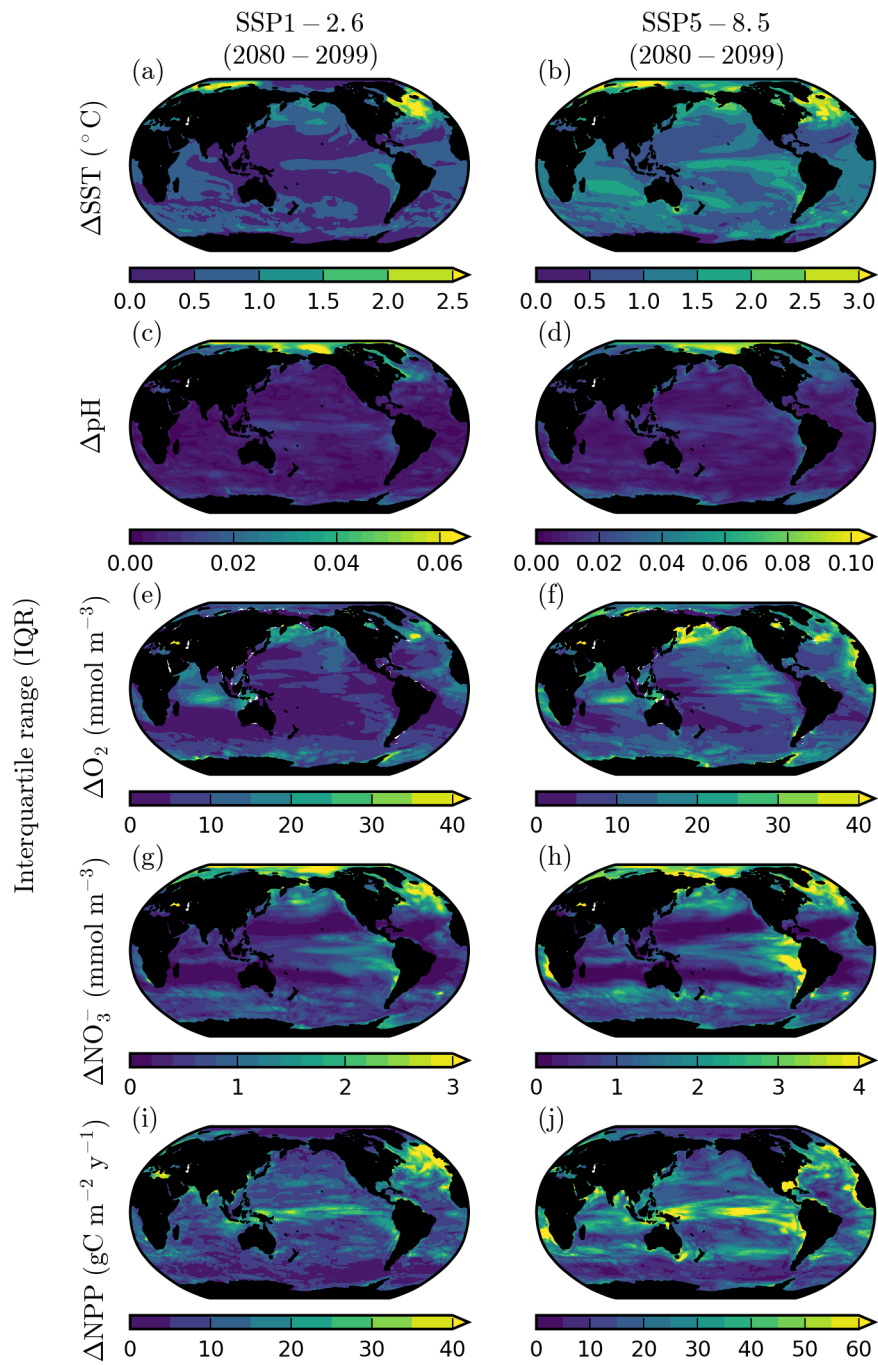 SSP1 − 2.6 SSP5 − 8.5
(2080 − 2099) (2080 − 2099)
(a) (b)
ΔSST (°C)
0.0 0.5 1.0 1.5 2.0 2.5 0.0 0.5 1.0 1.5 2.0 2.5 3.0
(c) (d)
ΔpH
0.00 0.02 0.04 0.06 0.00 0.02 0.04 0.06 0.08 0.10
Interquartile range (IQR)
(e) (f)
ΔO₂ (mmol m⁻³)
0 10 20 30 40 0 10 20 30 40
(g) (h)
ΔNO₃⁻ (mmol m⁻³)
0 1 2 3 0 1 2 3 4
(i) (j)
ΔNPP (gC m⁻² y⁻¹)
0 10 20 30 40 0 10 20 30 40 50 60